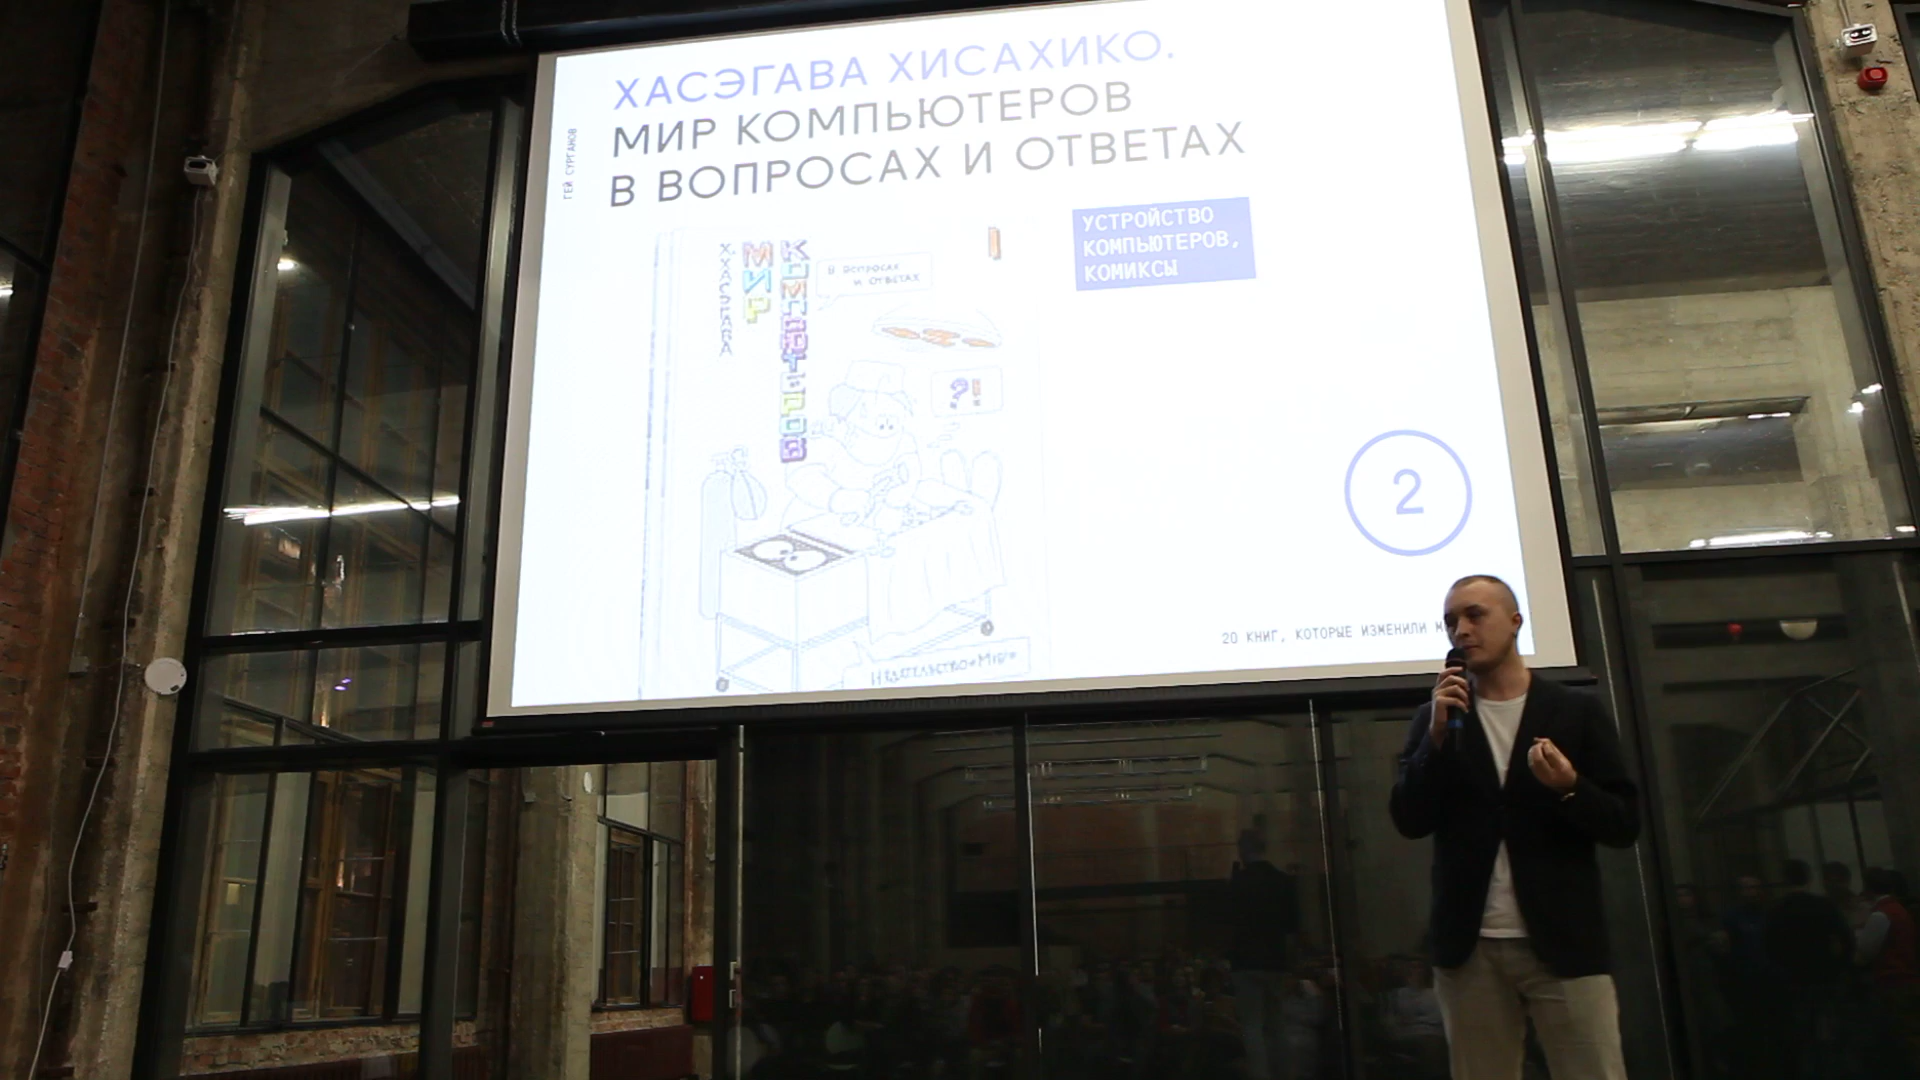 ХАСЭГАВА ХИСАХИКО.
МИР КОМПЬЮТЕРОВ
В ВОПРОСАХ И ОТВЕТАХ
ГЕЙ СУРГАНОВ
УСТРОЙСТВО
КОМПЬЮТЕРОВ,
КОМИКСЫ
Х.ХАСЭГАВА
МИР
КОМПЬЮТЕРОВ
В ВОПРОСАХ
И ОТВЕТАХ
?!
2
ИЗДАТЕЛЬСТВО «МИР»
20 КНИГ, КОТОРЫЕ ИЗМЕНИЛИ